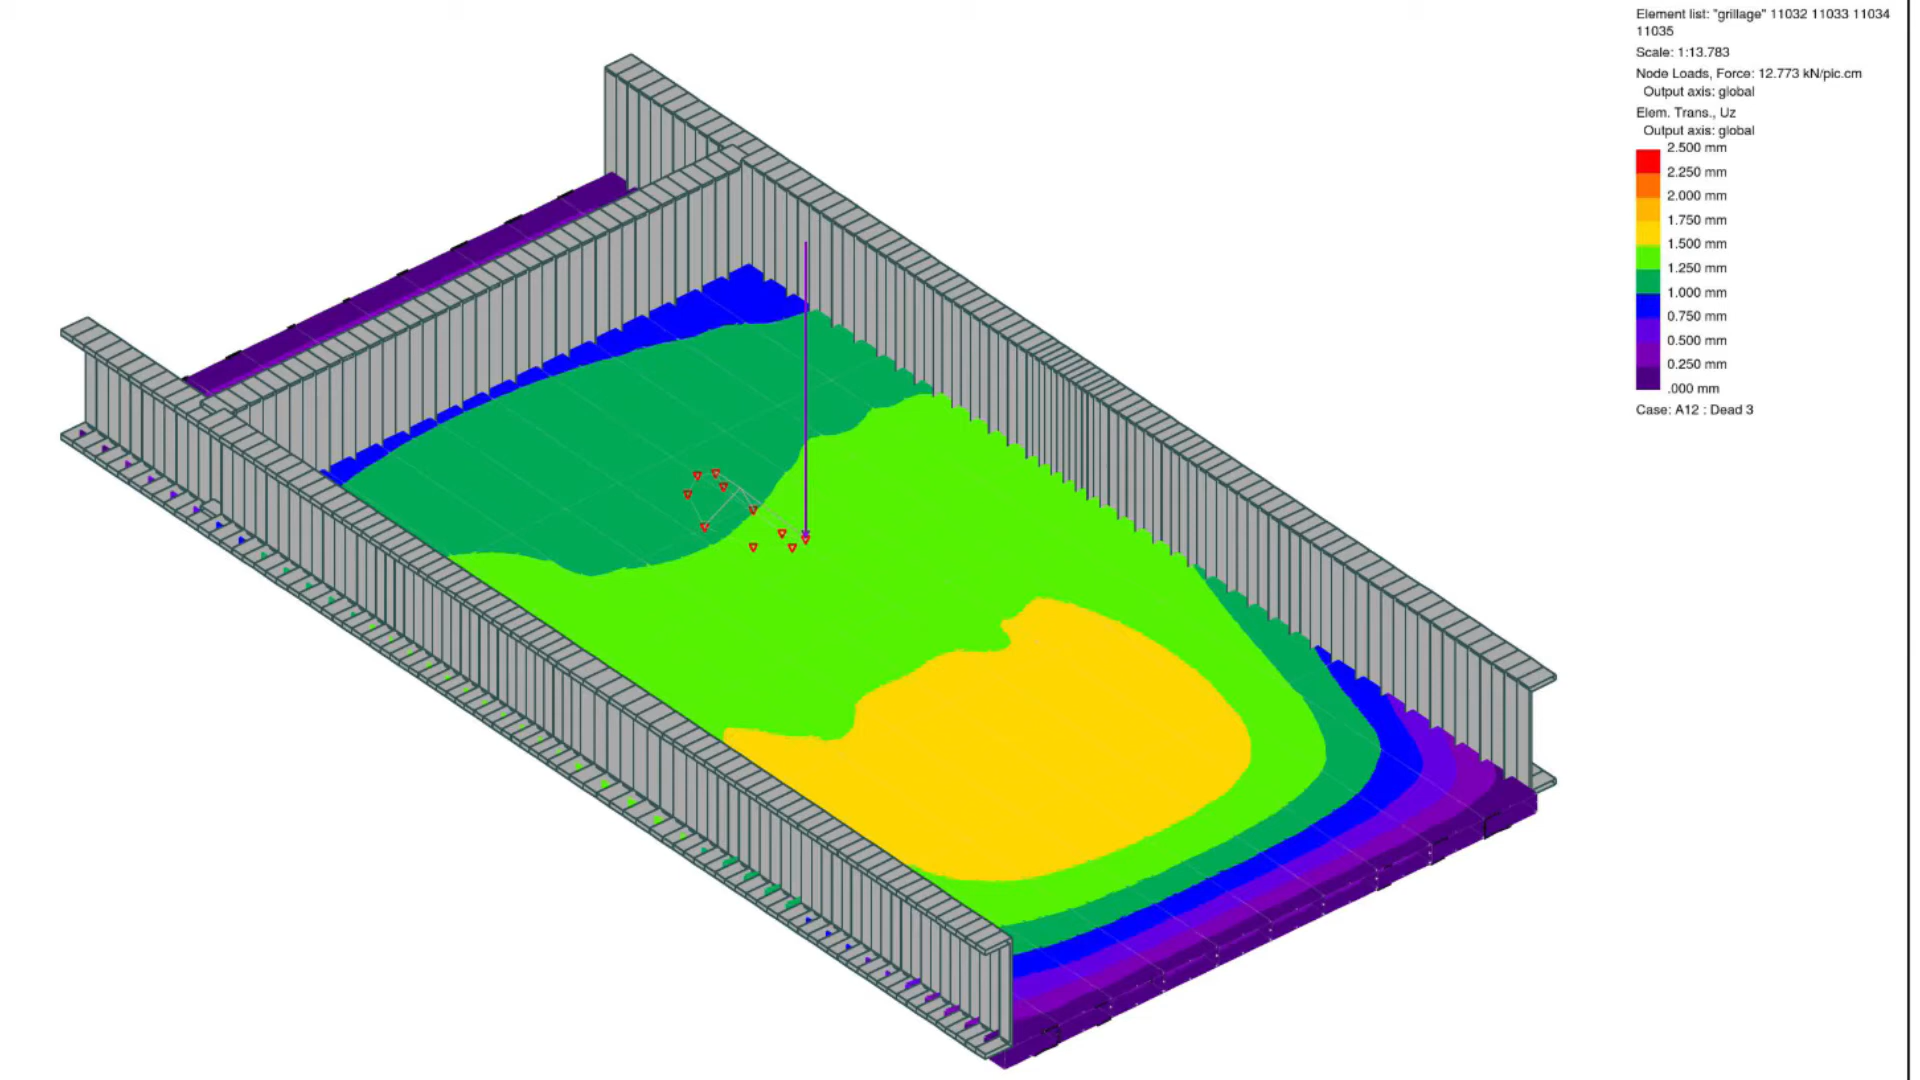 Element list: "grillage" 11032 11033 11034
11035
Scale: 1:13.783
Node Loads, Force: 12.773 kN/pic.cm
Output axis: global
Elem. Trans., Uz
Output axis: global
2.500 mm
2.250 mm
2.000 mm
1.750 mm
1.500 mm
1.250 mm
1.000 mm
0.750 mm
0.500 mm
0.250 mm
.000 mm
Case: A12 : Dead 3